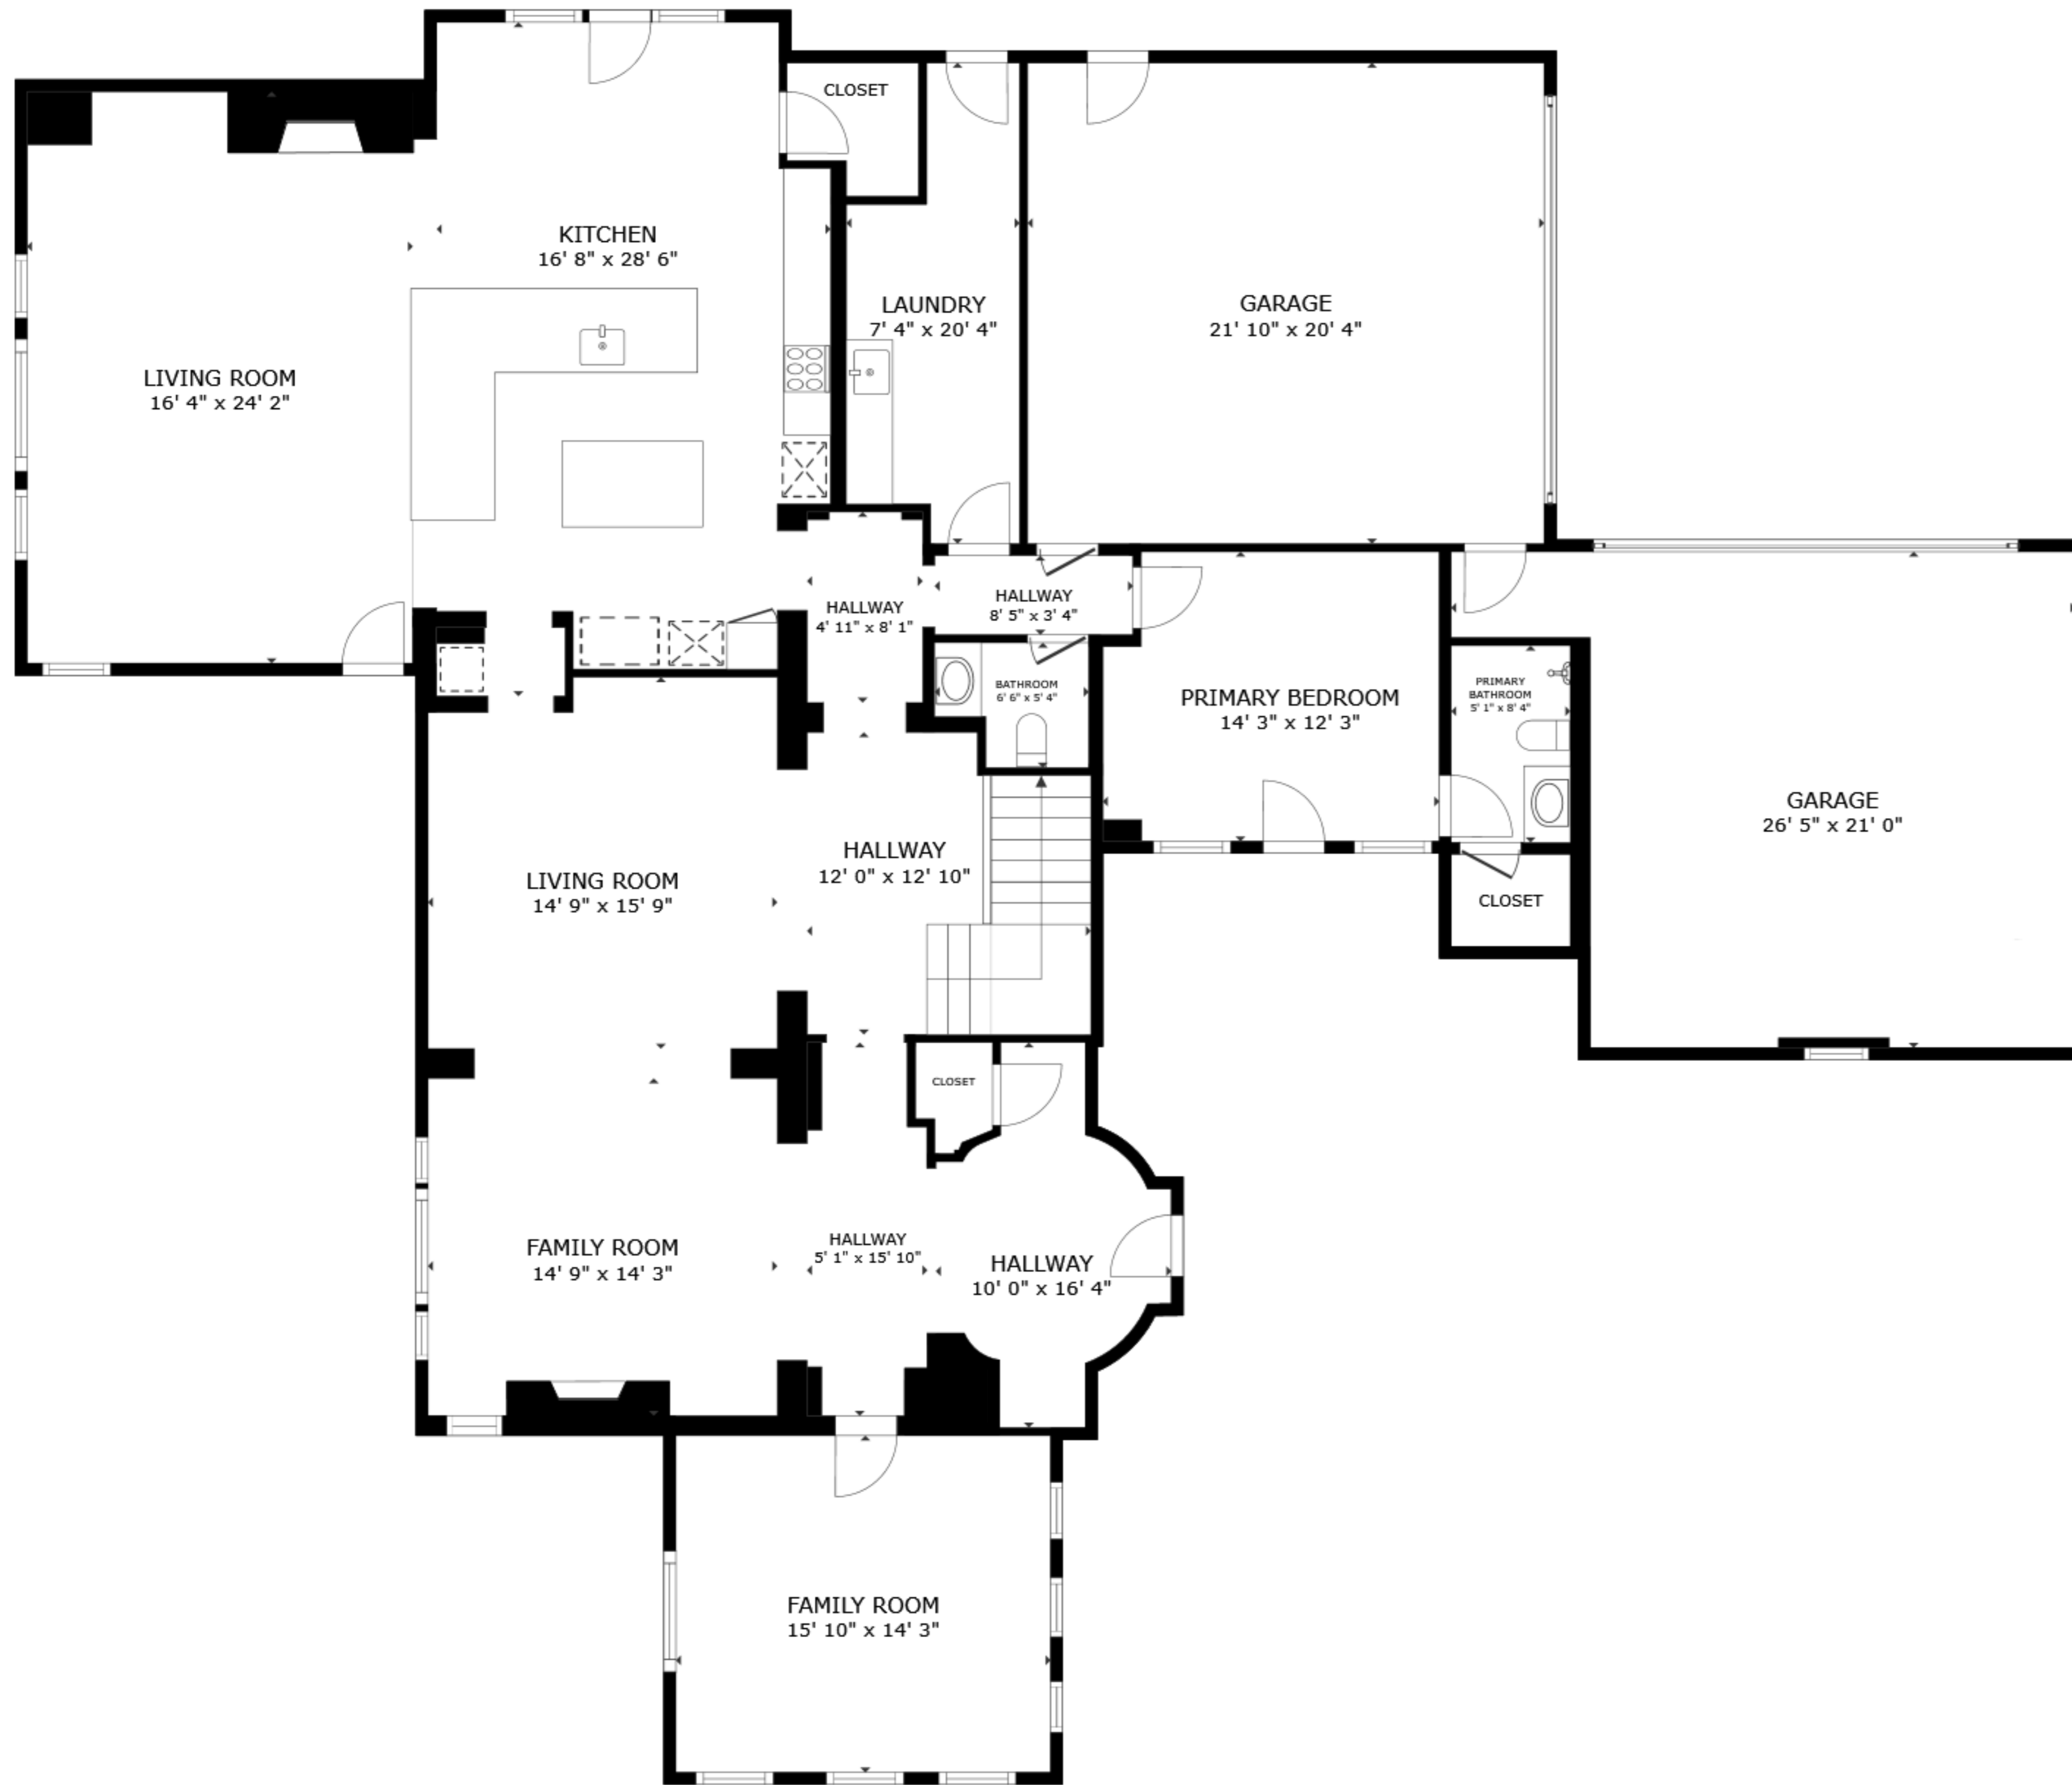 CLOSET
KITCHEN
16' 8" x 28' 6"
LAUNDRY
7' 4" x 20' 4"
GARAGE
21' 10" x 20' 4"
LIVING ROOM
16' 4" x 24' 2"
HALLWAY
4' 11" x 8' 1"
HALLWAY
8' 5" x 3' 4"
BATHROOM
6' 6" x 5' 4"
PRIMARY BEDROOM
14' 3" x 12' 3"
PRIMARY
BATHROOM
5' 1" x 8' 4"
GARAGE
26' 5" x 21' 0"
LIVING ROOM
14' 9" x 15' 9"
HALLWAY
12' 0" x 12' 10"
CLOSET
CLOSET
FAMILY ROOM
14' 9" x 14' 3"
HALLWAY
5' 1" x 15' 10"
HALLWAY
10' 0" x 16' 4"
FAMILY ROOM
15' 10" x 14' 3"